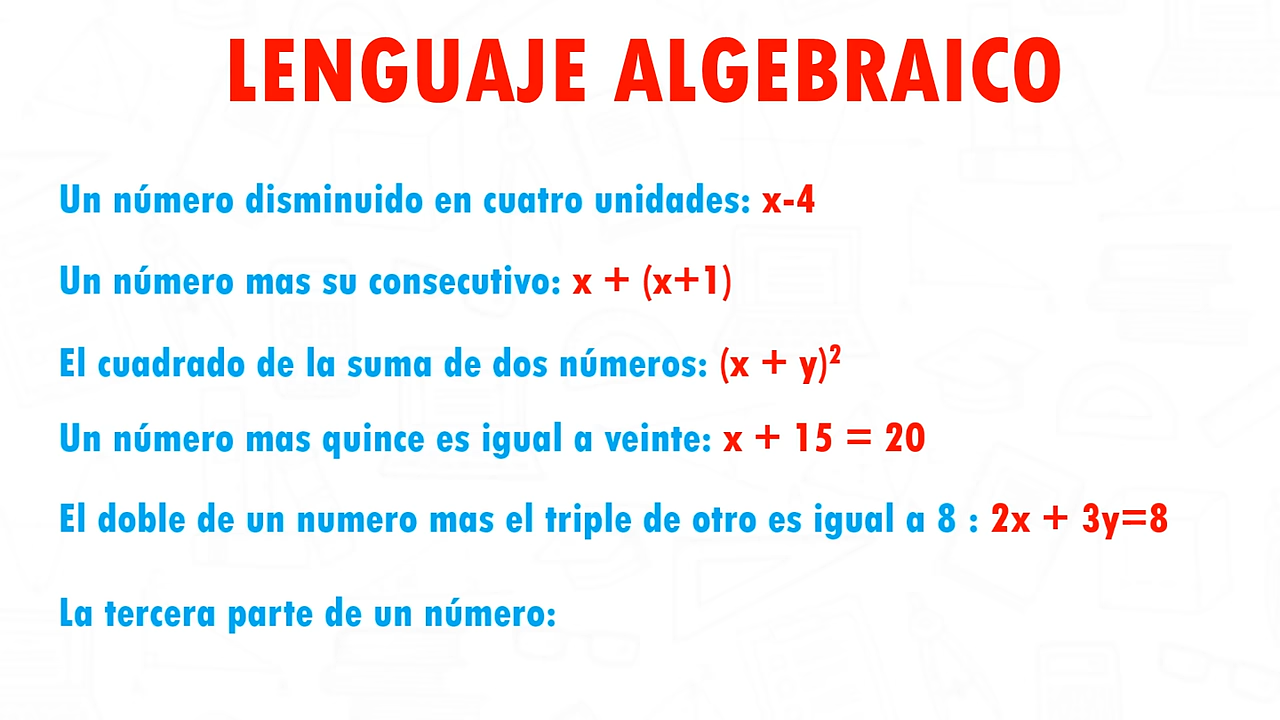 LENGUAJE ALGEBRAICO
Un número disminuido en cuatro unidades: x-4
Un número mas su consecutivo: x + (x+1)
El cuadrado de la suma de dos números: (x + y)²
Un número mas quince es igual a veinte: x + 15 = 20
El doble de un numero mas el triple de otro es igual a 8 : 2x + 3y=8
La tercera parte de un número: